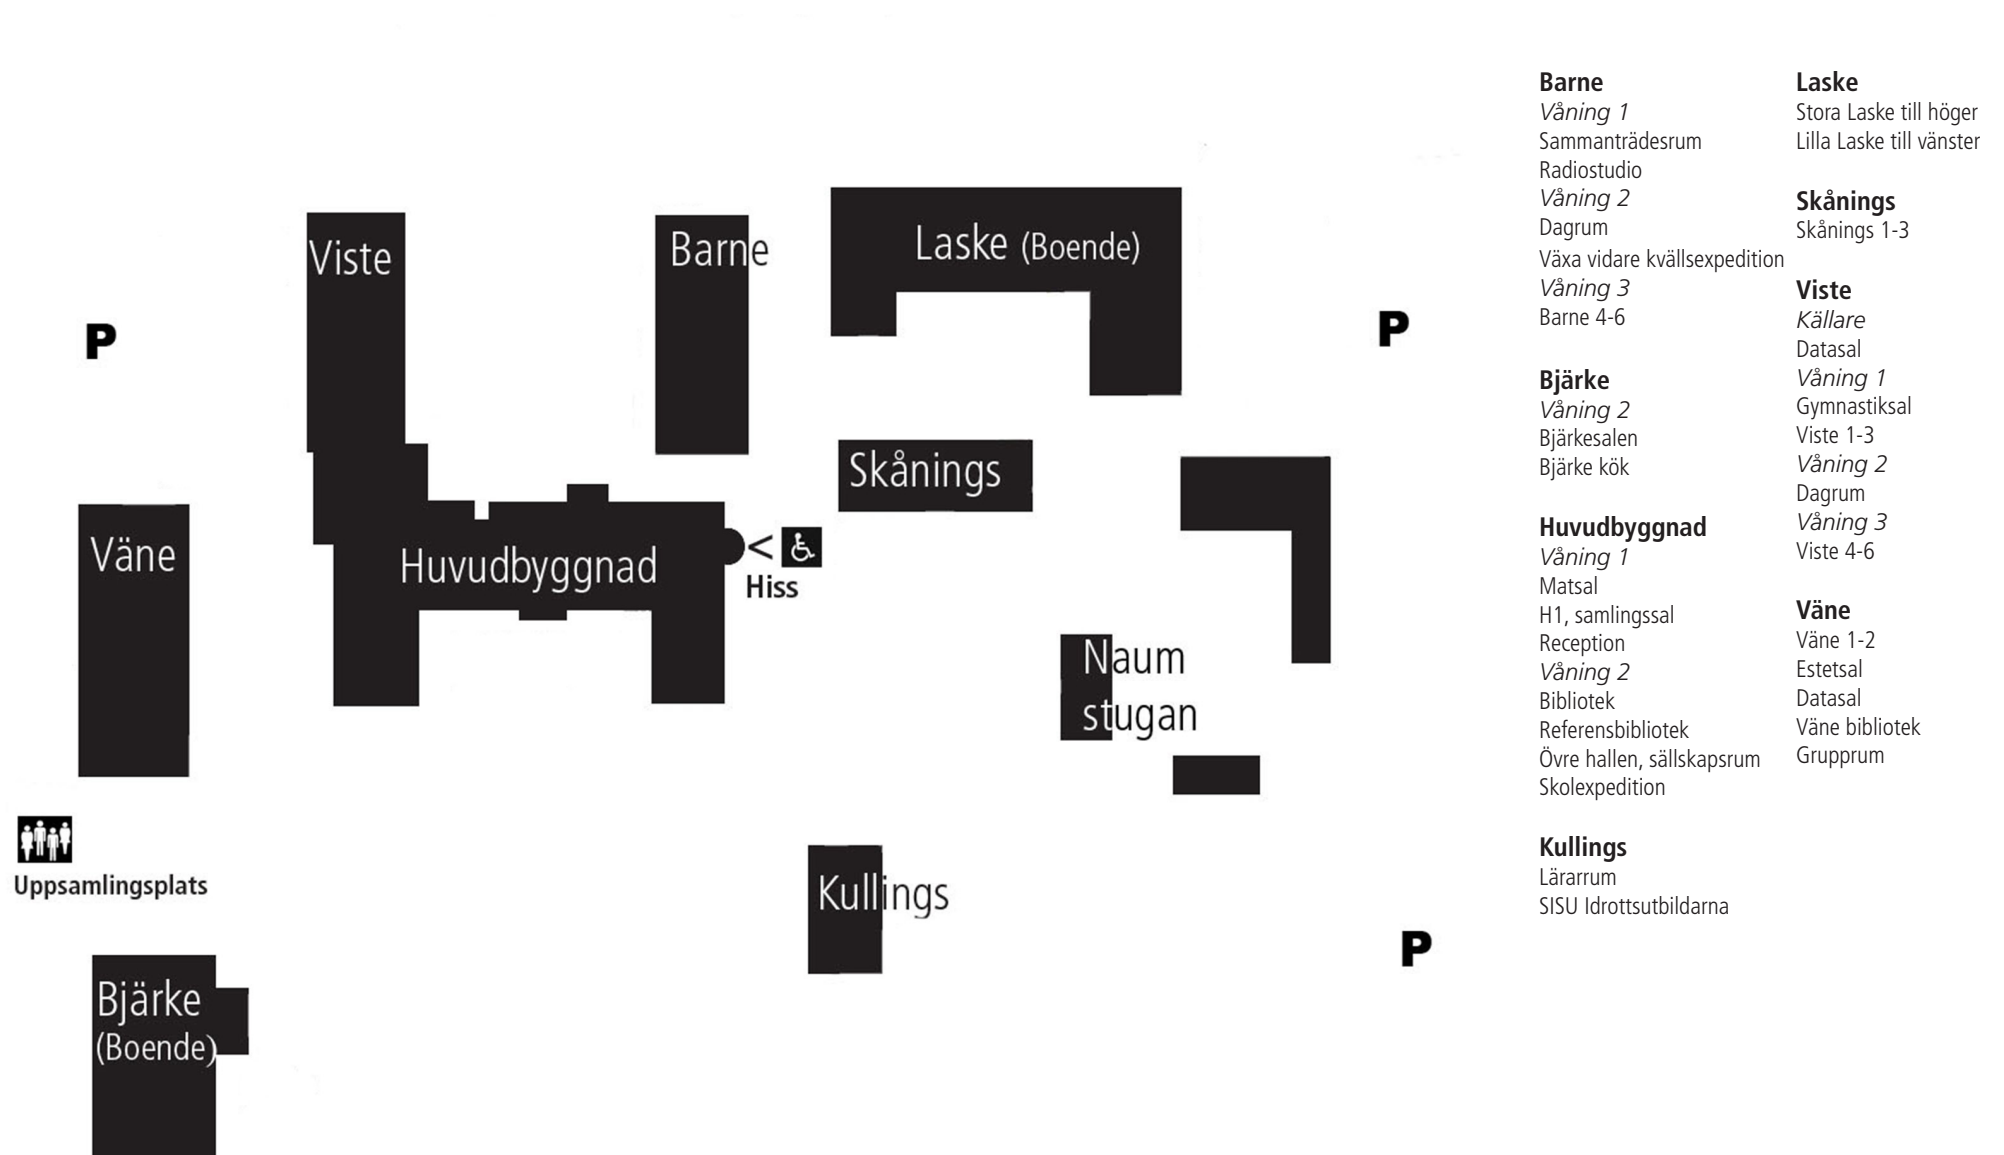 Viste
Barne
Laske (Boende)
P
P
Skånings
Väne
Huvudbyggnad
<
Hiss
Naum
stugan
Uppsamlingsplats
Kullings
P
Bjärke
(Boende)
Barne
Våning 1
Sammanträdesrum
Radiostudio
Våning 2
Dagrum
Växa vidare kvällsexpedition
Våning 3
Barne 4-6
Bjärke
Våning 2
Bjärkesalen
Bjärke kök
Huvudbyggnad
Våning 1
Matsal
H1, samlingssal
Reception
Våning 2
Bibliotek
Referensbibliotek
Övre hallen, sällskapsrum
Skolexpedition
Kullings
Lärarrum
SISU Idrottsutbildarna
Laske
Stora Laske till höger
Lilla Laske till vänster
Skånings
Skånings 1-3
Viste
Källare
Datasal
Våning 1
Gymnastiksal
Viste 1-3
Våning 2
Dagrum
Våning 3
Viste 4-6
Väne
Väne 1-2
Estetsal
Datasal
Väne bibliotek
Grupprum